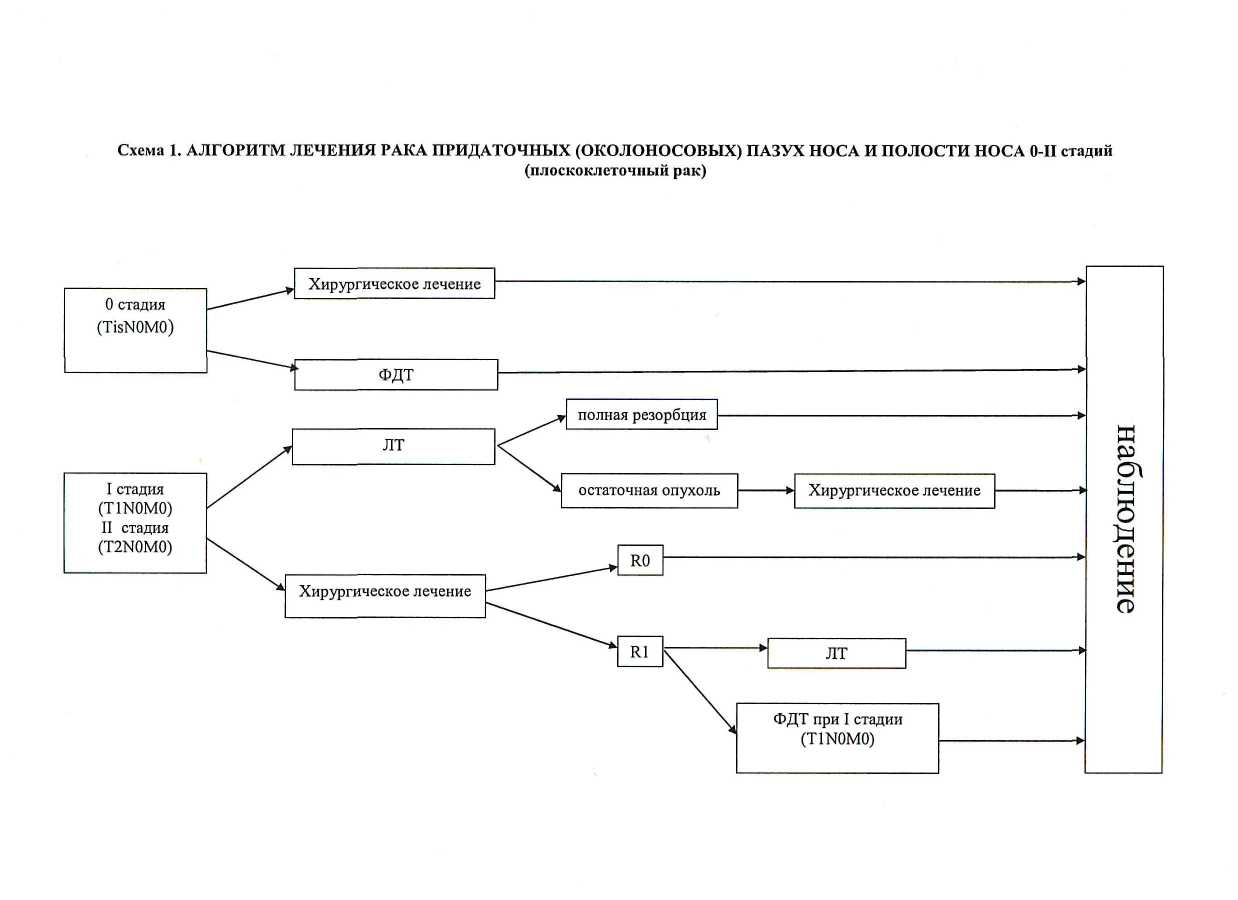 Схема 1. АЛГОРИТМ ЛЕЧЕНИЯ РАКА ПРИДАТОЧНЫХ (ОКОЛОНОСОВЫХ) ПАЗУХ НОСА И ПОЛОСТИ НОСА 0-II стадий
(плоскоклеточный рак)
0 стадия
(TisN0M0)
Хирургическое лечение
ФДТ
I стадия
(T1N0M0)
II стадия
(T2N0M0)
ЛТ
полная резорбция
остаточная опухоль
Хирургическое лечение
Хирургическое лечение
R0
R1
ЛТ
ФДТ при I стадии
(T1N0M0)
наблюдение